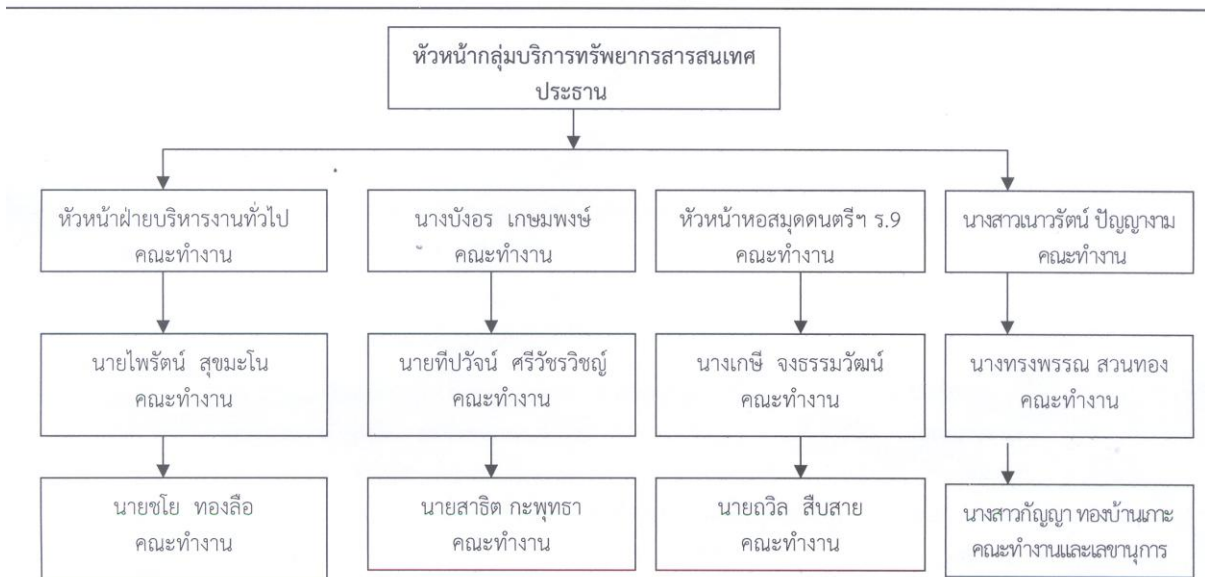 หัวหน้ากลุ่มบริการทรัพยากรสารสนเทศ
ประธาน
หัวหน้าฝ่ายบริหารงานทั่วไป
คณะทำงาน
นางบังอร เกษมพงษ์
คณะทำงาน
หัวหน้าหอสมุดดนตรีฯ ร.9
คณะทำงาน
นางสาวเนาวรัตน์ ปัญญางาม
คณะทำงาน
นายไพรัตน์ สุขมะโน
คณะทำงาน
นายทีปวัจน์ ศรีวัชรวิชญ์
คณะทำงาน
นางเกษี จงธรรมวัฒน์
คณะทำงาน
นางทรงพรรณ สวนทอง
คณะทำงาน
นายชโย ทองลือ
คณะทำงาน
นายสาธิต กะพุทธา
คณะทำงาน
นายถวิล สืบสาย
คณะทำงาน
นางสาวกัญญา ทองบ้านเกาะ
คณะทำงานและเลขานุการ